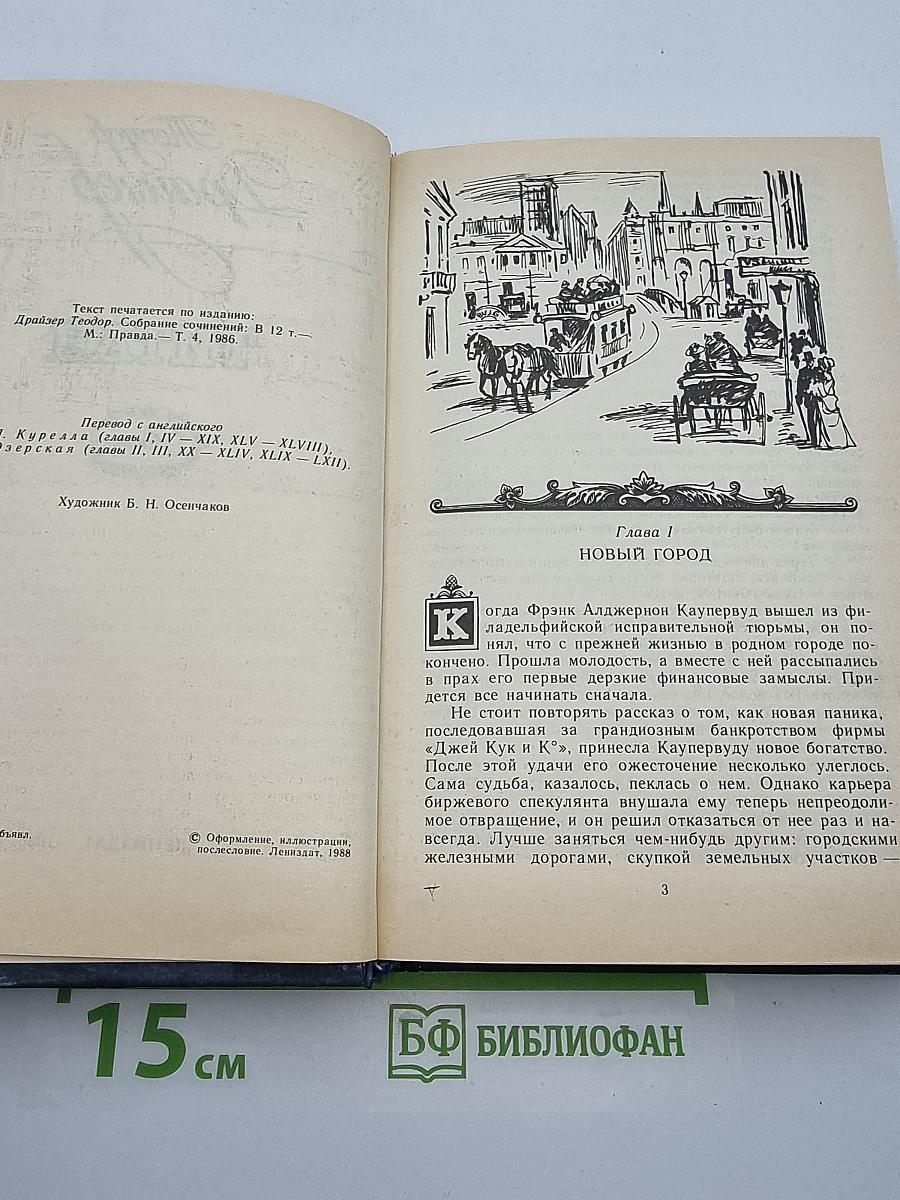 Текст печатается по изданию:
Драйзер Теодор. Собрание сочинений: В 12 т.—
М.: Правда.— Т. 4, 1986.
Перевод с английского
Курелла (главы I, IV — XIX, XLV — XLVIII),
(главы II, III, XX — XLIV, XLIX — LXII).
Художник Б. Н. Осенчаков
© Оформление, иллюстрации,
послесловие. Лениздат, 1988
Глава I
НОВЫЙ ГОРОД
Когда Фрэнк Алджернон Каупервуд вышел из фи-
ладельфийской исправительной тюрьмы, он по-
нял, что с прежней жизнью в родном городе по-
кончено. Прошла молодость, а вместе с ней рассыпались
в прах его первые дерзкие финансовые замыслы. При-
дется все начинать сначала.
Не стоит повторять рассказ о том, как новая паника,
последовавшая за грандиозным банкротством фирмы
«Джей Кук и К°», принесла Каупервуду новое богатство.
После этой удачи его ожесточение несколько улеглось.
Сама судьба, казалось, пеклась о нем. Однако карьера
биржевого спекулянта внушала ему теперь непреодоли-
мое отвращение, и он решил отказаться от нее раз и на-
всегда. Лучше заняться чем-нибудь другим: городскими
железными дорогами, скупкой земельных участков —
3
15 см
БФ БИБЛИОФАН